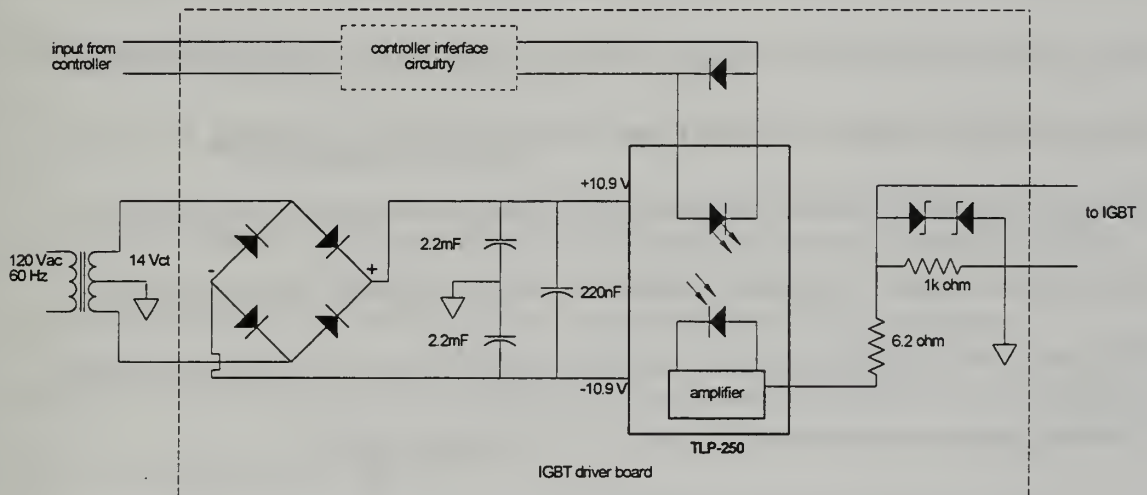 input from
controller
controller inferface
circuitry
+10.9 V
120 Vac
60 Hz
14 Vct
-
+
2.2mF
220nF
2.2mF
to IGBT
1k ohm
6.2 ohm
-10.9 V
amplifier
TLP-250
IGBT driver board